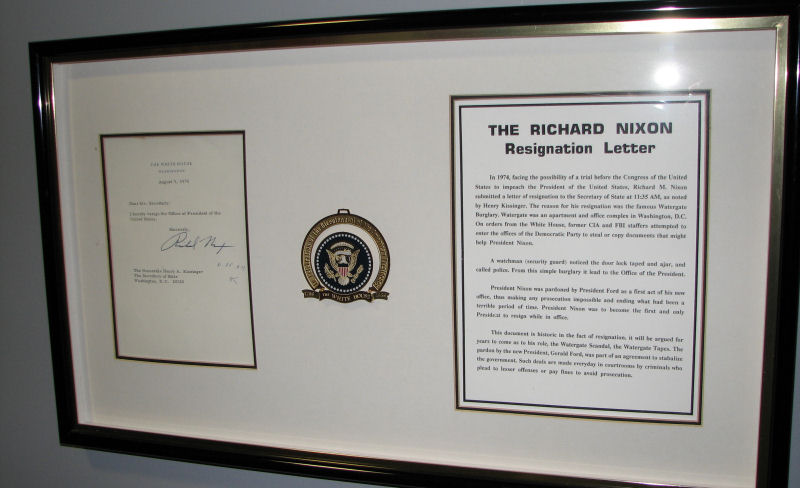 THE WHITE HOUSE
WASHINGTON
August 9, 1974
Dear Mr. Secretary:
I hereby resign the Office of President of the
United States.
Sincerely,
The Honorable Henry A. Kissinger
The Secretary of State
Washington, D. C. 20520
THE WHITE HOUSE
THE RICHARD NIXON
Resignation Letter
In 1974, facing the possibility of a trial before the Congress of the United
States to impeach the President of the United States, Richard M. Nixon
submitted a letter of resignation to the Secretary of State at 11:35 AM, as noted
by Henry Kissinger. The reason for his resignation was the famous Watergate
Burglary. Watergate was an apartment and office complex in Washington, D.C.
On orders from the White House, former CIA and FBI staffers attempted to
enter the offices of the Democratic Party to steal or copy documents that might
help President Nixon.
A watchman (security guard) noticed the door lock taped and ajar, and
called police. From this simple burglary it lead to the Office of the President.
President Nixon was pardoned by President Ford as a first act of his new
office, thus making any prosecution impossible and ending what had been a
terrible period of time. President Nixon was to become the first and only
President to resign while in office.
This document is historic in the fact of resignation, it will be argued for
years to come as to his role, the Watergate Scandal, the Watergate Tapes. The
pardon by the new President, Gerald Ford, was part of an agreement to stabalize
the government. Such deals are made everyday in courtrooms by criminals who
plead to lesser offenses or pay fines to avoid prosecution.